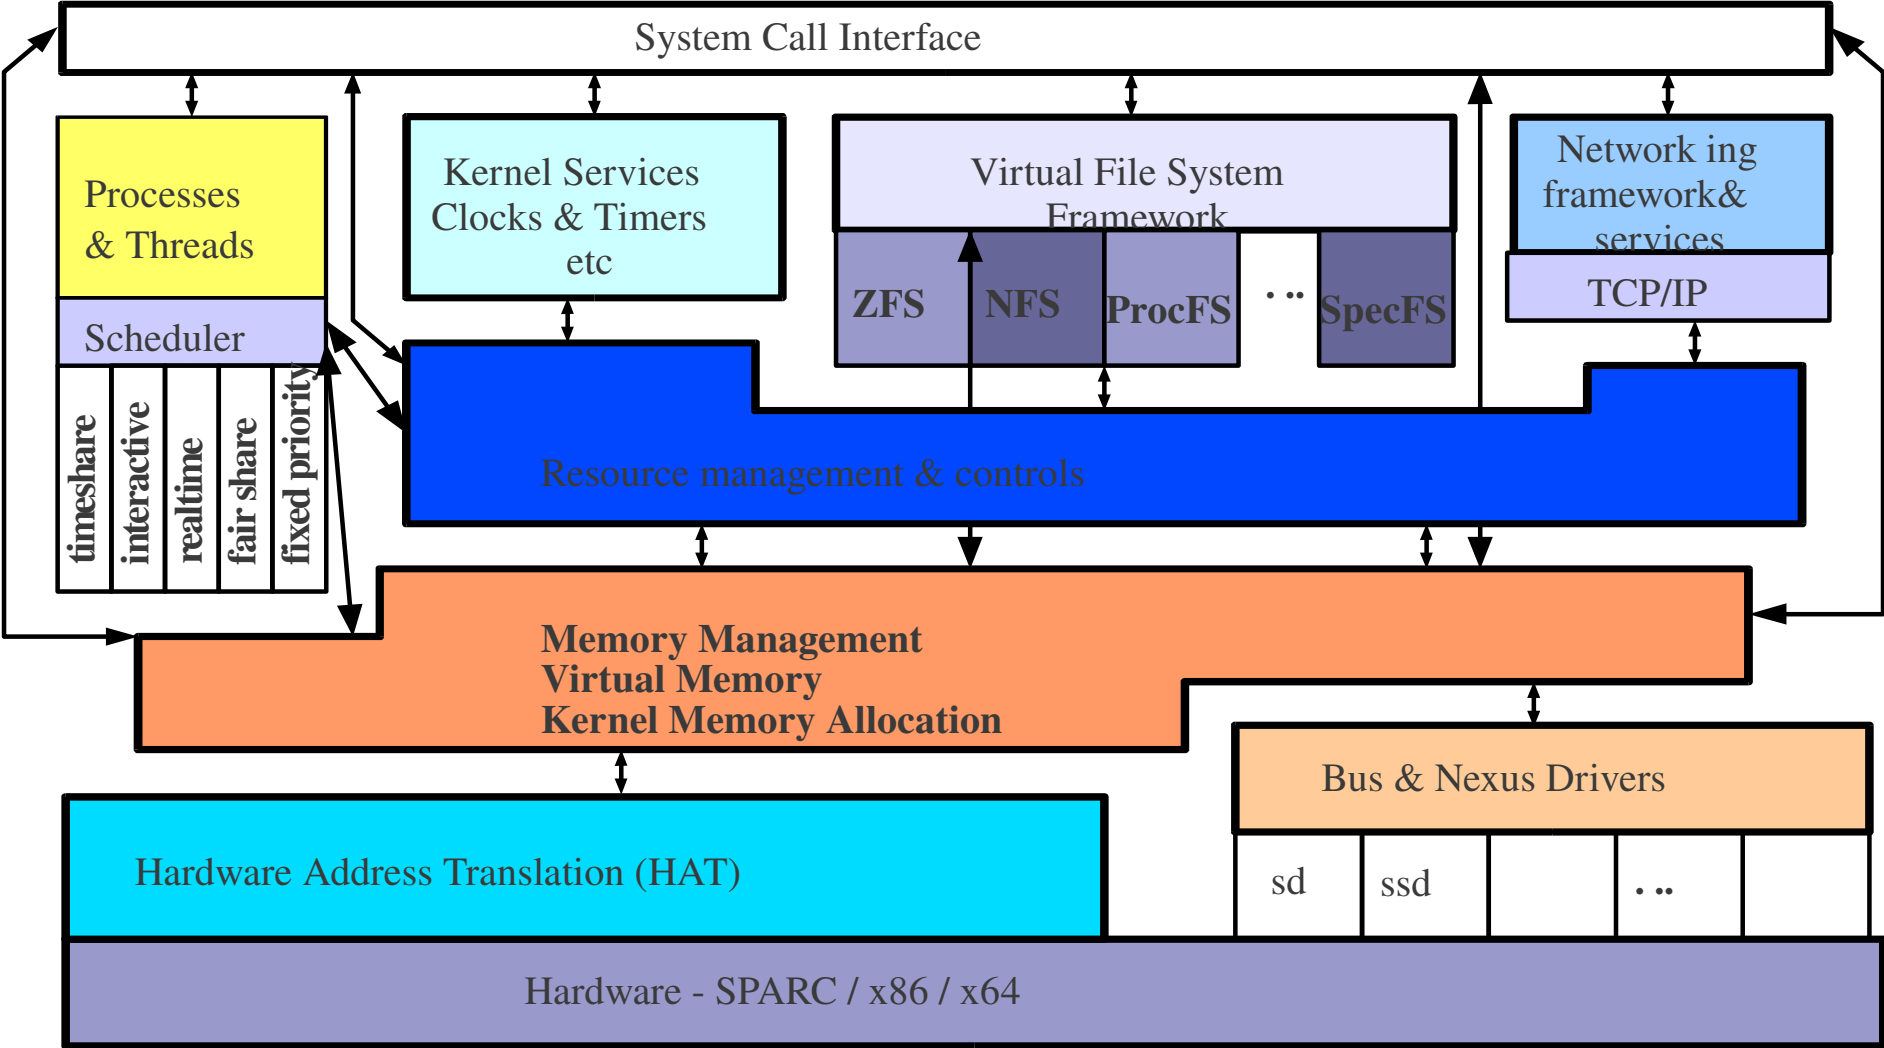 System Call Interface
Processes
& Threads
Kernel Services
Clocks & Timers
etc
Virtual File System
Framework
Network ing
framework&
services
Scheduler
ZFS
NFS
ProcFS
. ..
SpecFS
TCP/IP
timeshare
interactive
realtime
fair share
fixed priority
Resource management & controls
Memory Management
Virtual Memory
Kernel Memory Allocation
Bus & Nexus Drivers
Hardware Address Translation (HAT)
sd
ssd
. ..
Hardware - SPARC / x86 / x64